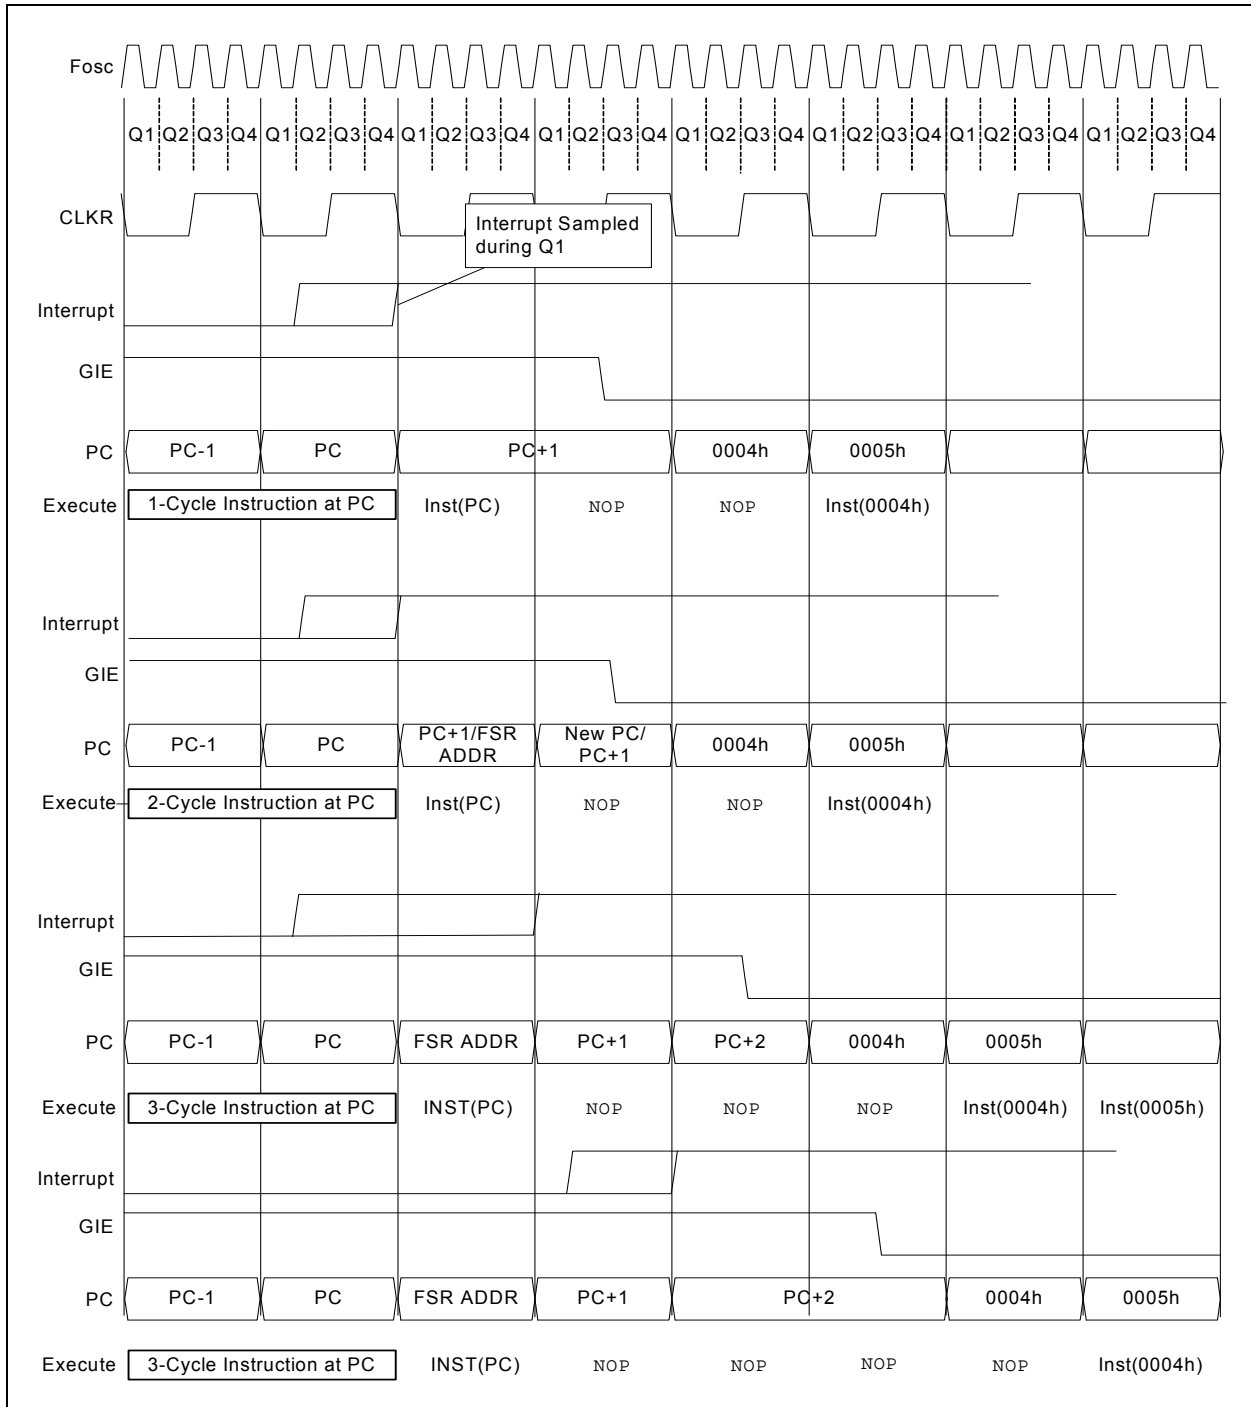 Fosc
Q1 Q2 Q3 Q4 Q1 Q2 Q3 Q4 Q1 Q2 Q3 Q4 Q1 Q2 Q3 Q4 Q1 Q2 Q3 Q4 Q1 Q2 Q3 Q4 Q1 Q2 Q3 Q4 Q1 Q2 Q3 Q4
CLKR
Interrupt Sampled
during Q1
Interrupt
GIE
PC PC-1 PC PC+1 0004h 0005h
Execute 1-Cycle Instruction at PC Inst(PC) NOP NOP Inst(0004h)
Interrupt
GIE
PC PC-1 PC PC+1/FSR ADDR New PC/ PC+1 0004h 0005h
Execute 2-Cycle Instruction at PC Inst(PC) NOP NOP Inst(0004h)
Interrupt
GIE
PC PC-1 PC FSR ADDR PC+1 PC+2 0004h 0005h
Execute 3-Cycle Instruction at PC INST(PC) NOP NOP NOP Inst(0004h) Inst(0005h)
Interrupt
GIE
PC PC-1 PC FSR ADDR PC+1 PC+2 0004h 0005h
Execute 3-Cycle Instruction at PC INST(PC) NOP NOP NOP NOP Inst(0004h)